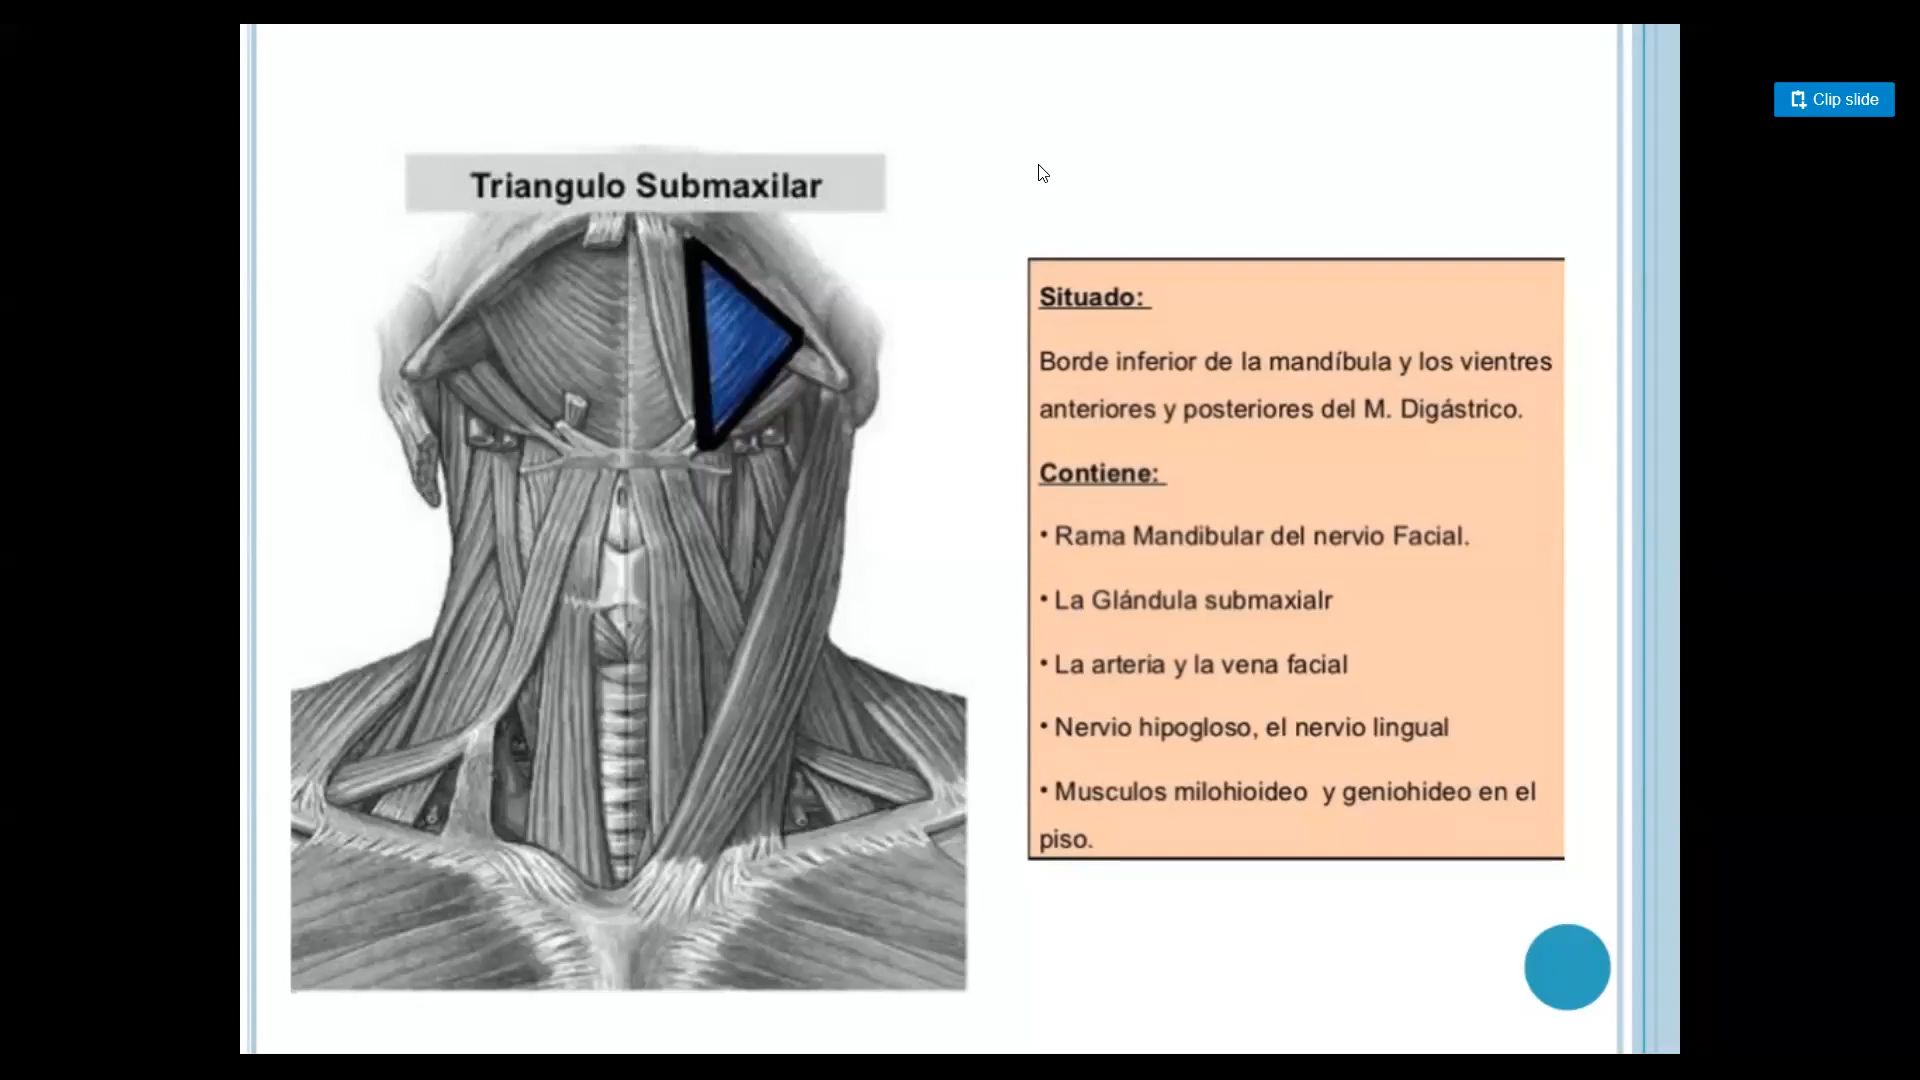 Clip slide
Triangulo Submaxilar
Situado:
Borde inferior de la mandíbula y los vientres
anteriores y posteriores del M. Digástrico.
Contiene:
• Rama Mandibular del nervio Facial.
• La Glándula submaxialr
• La arteria y la vena facial
• Nervio hipogloso, el nervio lingual
• Musculos milohioideo y geniohideo en el
piso.